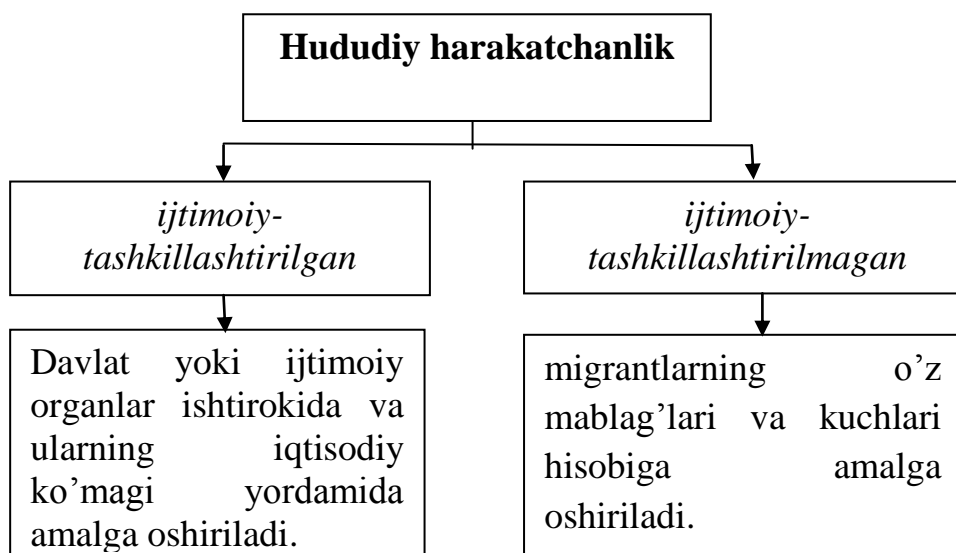 Hududiy harakatchanlik
ijtimoiy-
tashkillashtirilgan
ijtimoiy-
tashkillashtirilmagan
Davlat yoki ijtimoiy
organlar ishtirokida va
ularning iqtisodiy
ko’magi yordamida
amalga oshiriladi.
migrantlarning o’z
mablag’lari va kuchlari
hisobiga amalga
oshiriladi.